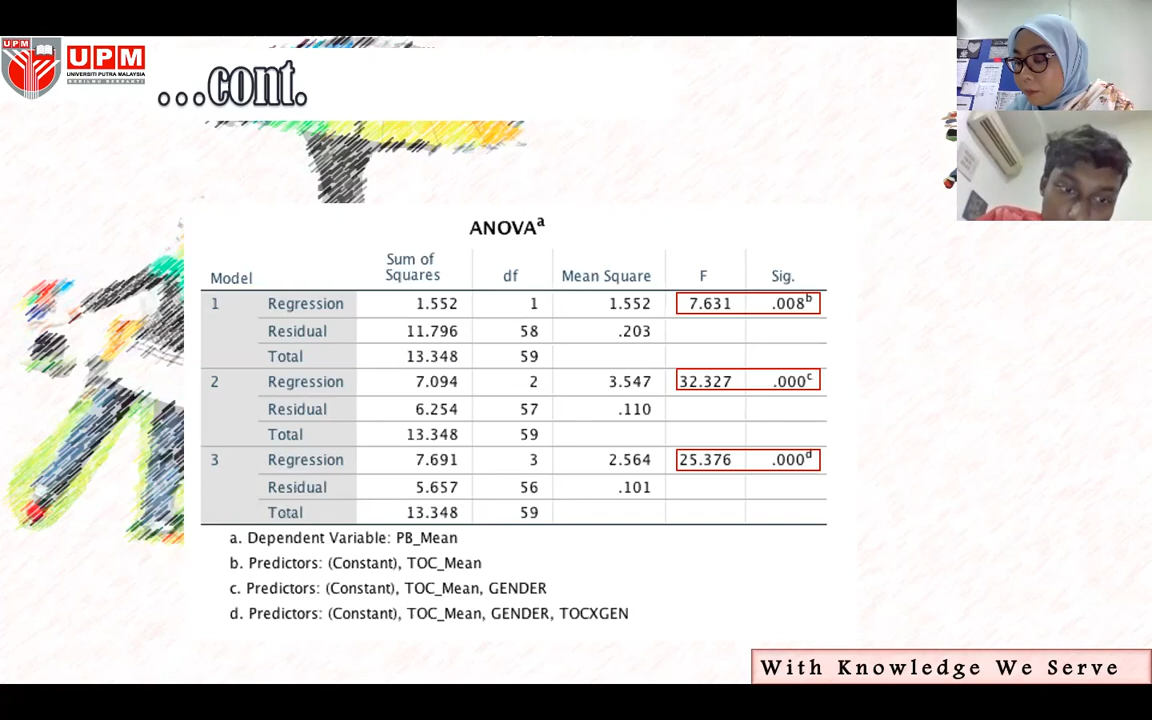 UPM
UPM
UNIVERSITI PUTRA MALAYSIA
BERILMU BERBAKTI
...cont.
ANOVAa
Model Sum of Squares df Mean Square F Sig.
1 Regression 1.552 1 1.552 7.631 .008b
Residual 11.796 58 .203
Total 13.348 59
2 Regression 7.094 2 3.547 32.327 .000c
Residual 6.254 57 .110
Total 13.348 59
3 Regression 7.691 3 2.564 25.376 .000d
Residual 5.657 56 .101
Total 13.348 59
a. Dependent Variable: PB_Mean
b. Predictors: (Constant), TOC_Mean
c. Predictors: (Constant), TOC_Mean, GENDER
d. Predictors: (Constant), TOC_Mean, GENDER, TOCXGEN
With Knowledge We Serve